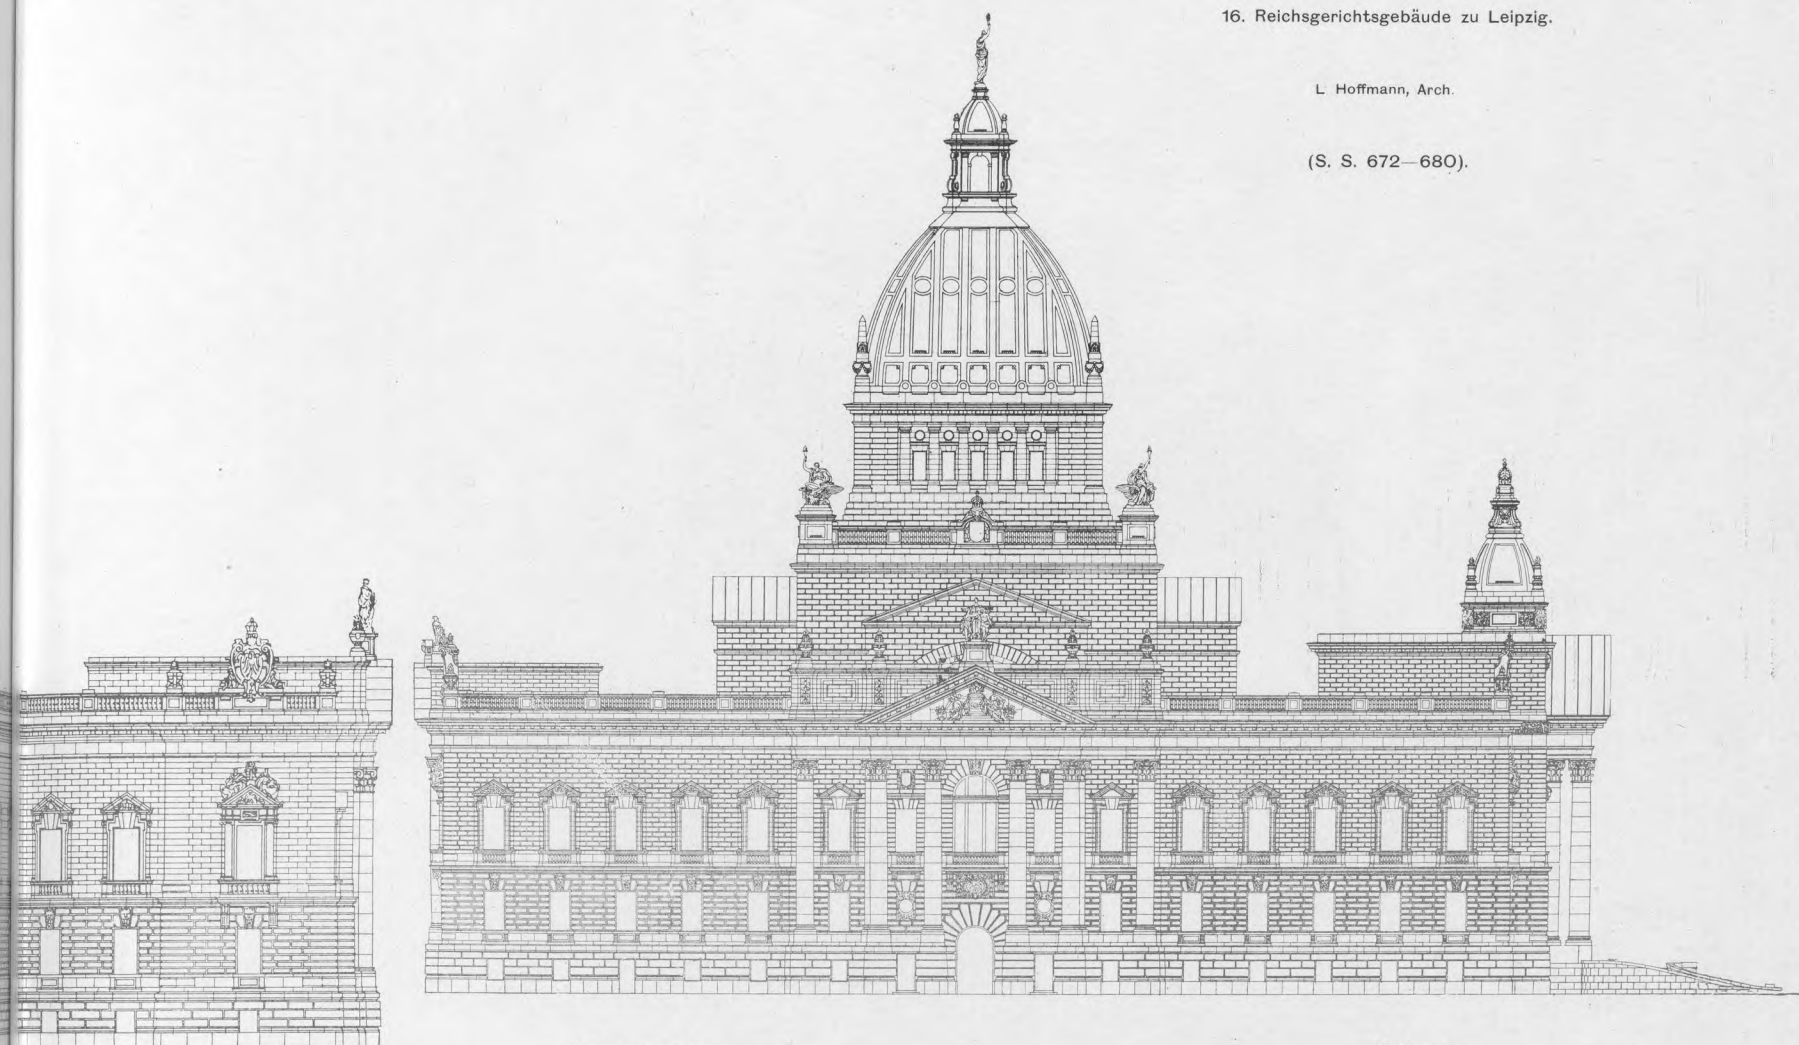 16. Reichsgerichtsgebäude zu Leipzig.
L Hoffmann, Arch.
(S. S. 672—680).